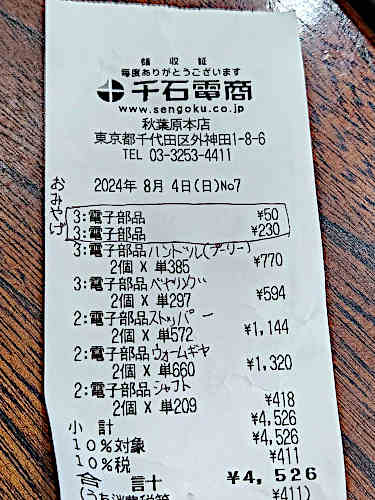 領収証
毎度ありがとうございます
千石電商
www.sengoku.co.jp
秋葉原本店
東京都千代田区外神田1-8-6
TEL 03-3253-4411
2024年 8月 4日(日)No7
おみやげ
3:電子部品 ¥50
3:電子部品 ¥230
3:電子部品 ハンドル(プーリー)
2個 X 単385 ¥770
3:電子部品 ベヤリング
2個 X 単297 ¥594
2:電子部品 ストッパー
2個 X 単572 ¥1,144
2:電子部品 ウォームギヤ
2個 X 単660 ¥1,320
2:電子部品 シャフト
2個 X 単209 ¥418
小 計 ¥4,526
10%対象 ¥4,526
10%税 ¥411
合 計 ¥4,526
(うち消費税等 ¥411)